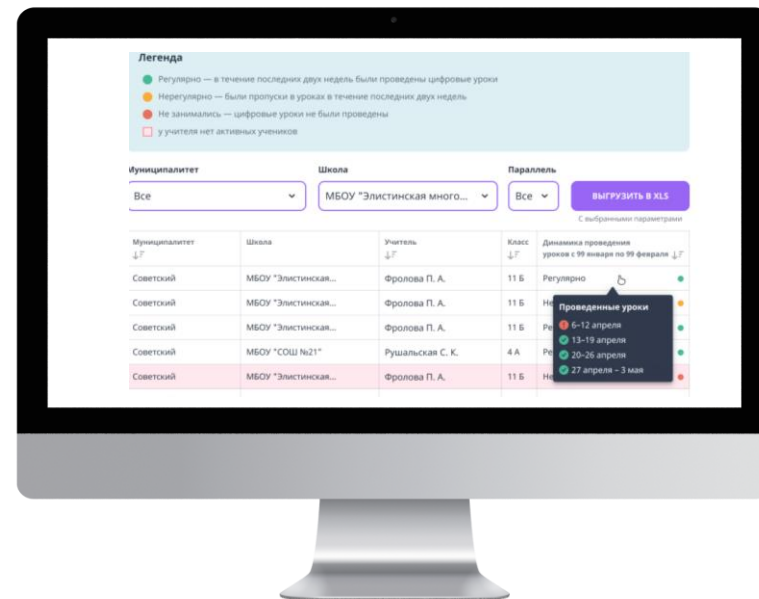 Легенда
Регулярно — в течение последних двух недель были проведены цифровые уроки
Нерегулярно — были пропуски в уроках в течение последних двух недель
Не занимались — цифровые уроки не были проведены
у учителя нет активных учеников
Муниципалитет Школа Параллель
Все МБОУ "Элистинская много... Все ВЫГРУЗИТЬ В XLS
С выбранными параметрами
Муниципалитет Школа Учитель Класс Динамика проведения
уроков с 99 января по 99 февраля
Советский МБОУ "Элистинская... Фролова П. А. 11 Б Регулярно
Советский МБОУ "Элистинская... Фролова П. А. 11 Б Не
Проведенные уроки
6–12 апреля
Советский МБОУ "Элистинская... Фролова П. А. 11 Б Ре
13–19 апреля
Советский МБОУ "СОШ №21" Рушальская С. К. 4 А Ре
20–26 апреля
27 апреля – 3 мая
Советский МБОУ "Элистинская... Фролова П. А. 11 Б Не